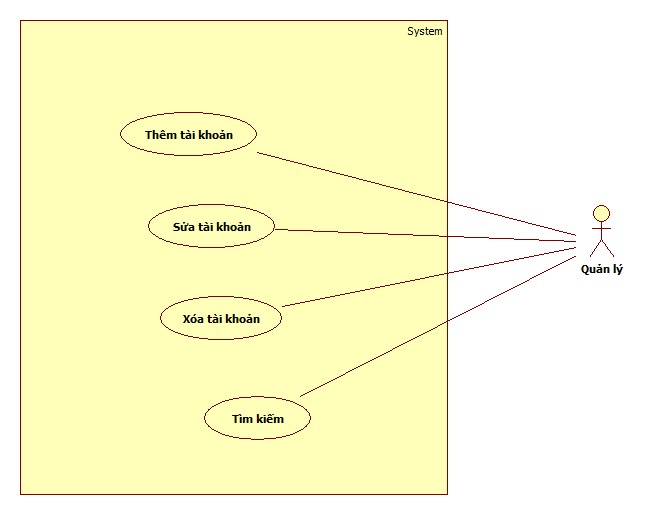 System
Thêm tài khoản
Sửa tài khoản
Quản lý
Xóa tài khoản
Tìm kiếm